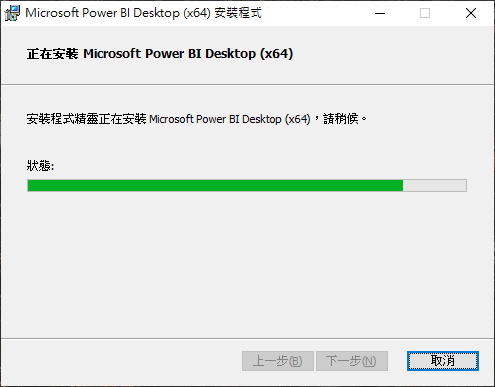 Microsoft Power BI Desktop (x64) 安裝程式
正在安裝 Microsoft Power BI Desktop (x64)
安裝程式精靈正在安裝 Microsoft Power BI Desktop (x64),請稍候。
狀態:
上一步(B) 下一步(N) 取消